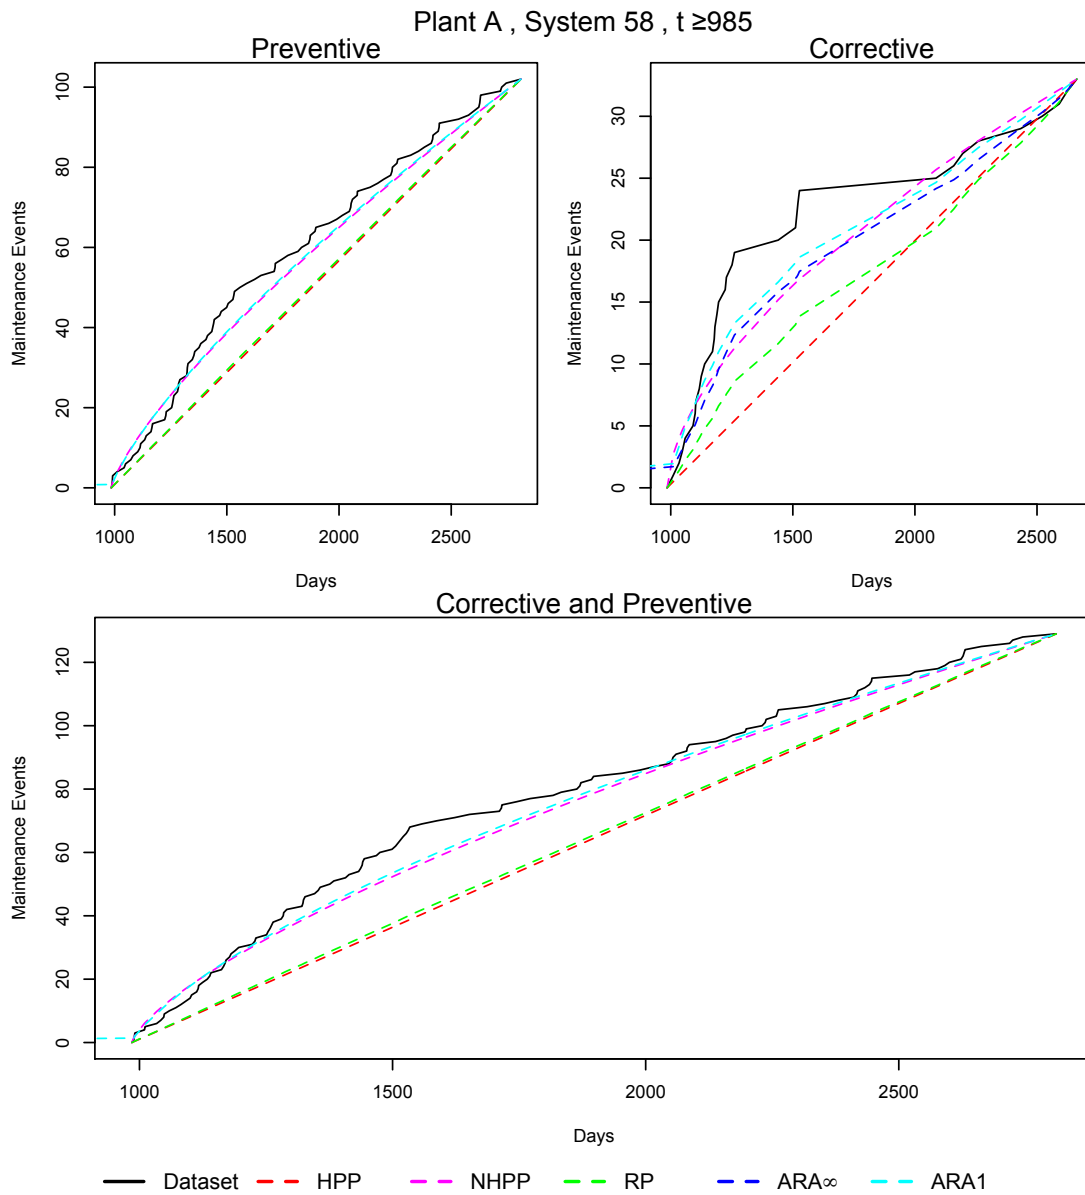 Plant A , System 58 , t ≥985
Preventive
Maintenance Events
0 20 40 60 80 100
1000 1500 2000 2500
Days
Corrective
Maintenance Events
0 5 10 15 20 25 30
1000 1500 2000 2500
Days
Corrective and Preventive
Maintenance Events
0 20 40 60 80 100 120
1000 1500 2000 2500
Days
Dataset HPP NHPP RP ARA∞ ARA1